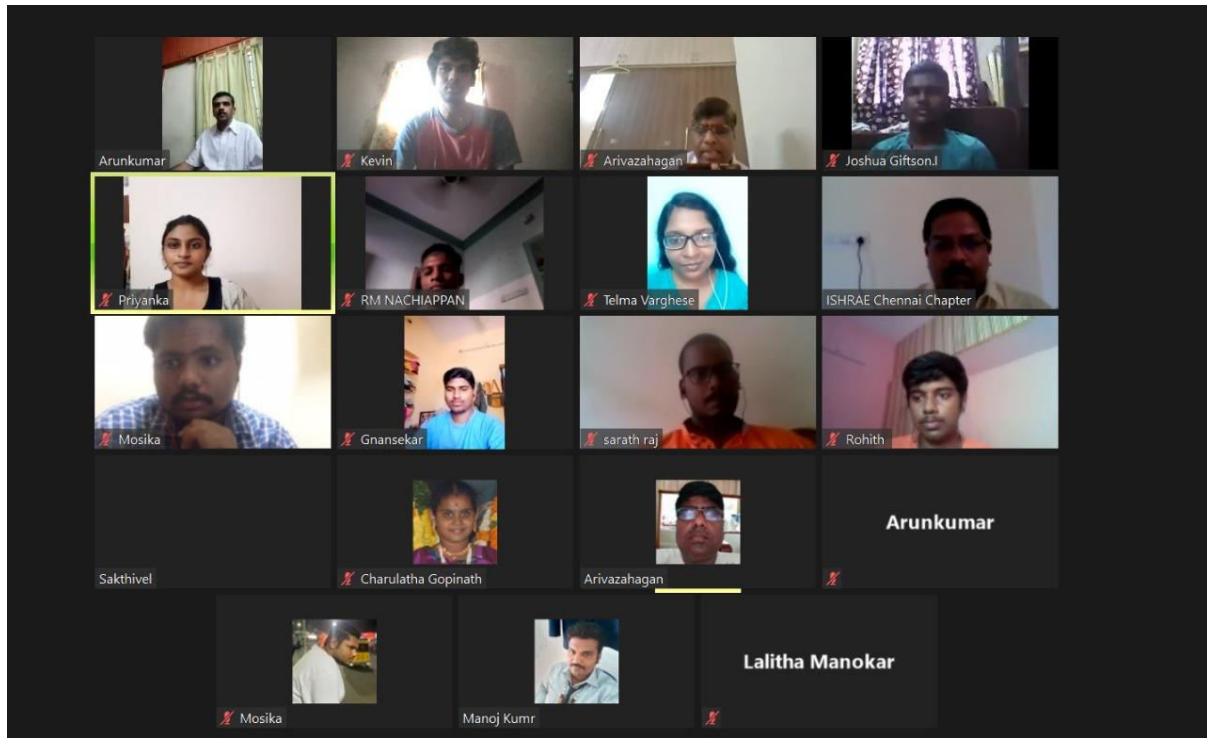 Arunkumar
Kevin
Arivazahagan
Joshua Giftson.I
Priyanka
RM NACHIAPPAN
Telma Varghese
ISHRAE Chennai Chapter
Mosika
Gnansekar
sarath raj
Rohith
Sakthivel
Charulatha Gopinath
Arivazahagan
Arunkumar
Mosika
Manoj Kumr
Lalitha Manokar